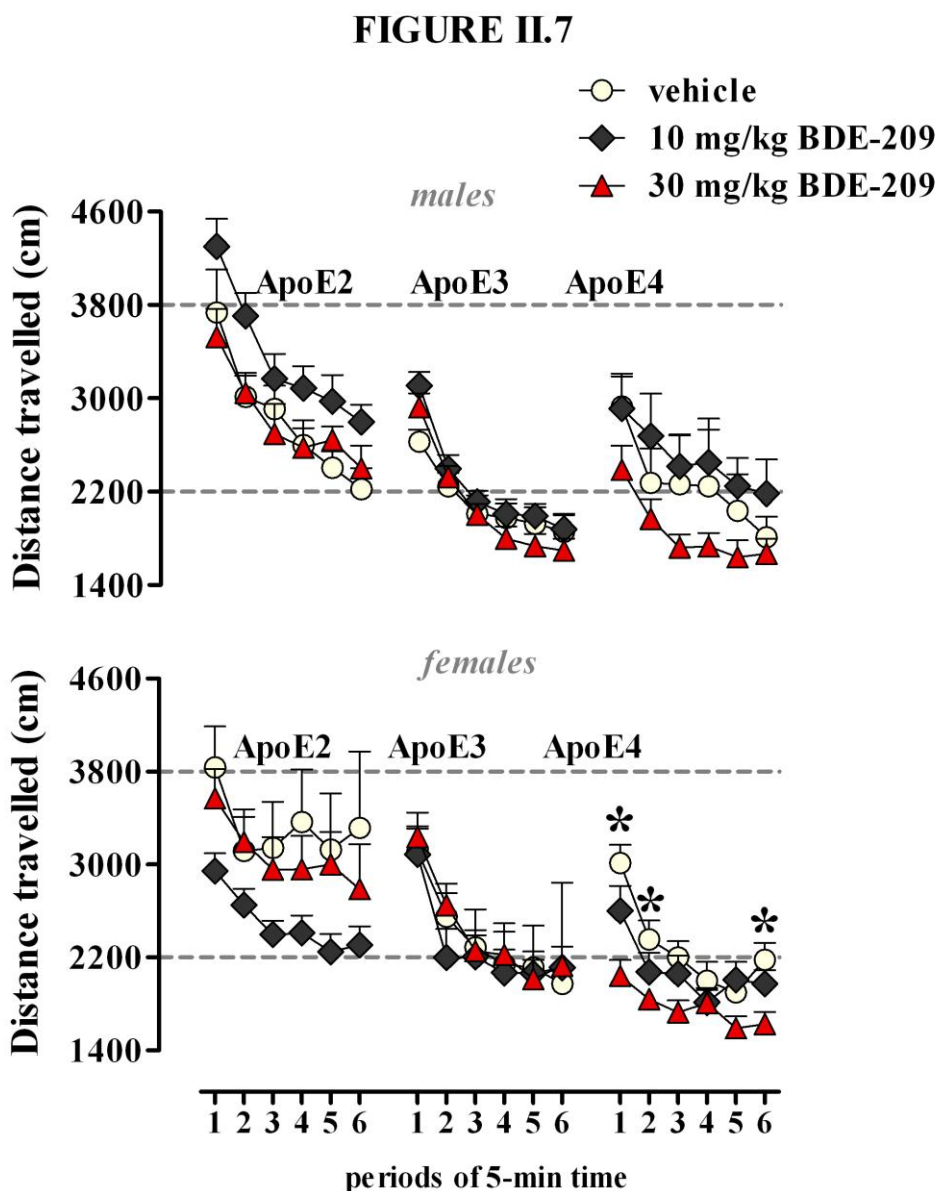 FIGURE II.7
vehicle
10 mg/kg BDE-209
30 mg/kg BDE-209
males
4600
3800
3000
2200
1400
Distance travelled (cm)
ApoE2 ApoE3 ApoE4
females
4600
3800
3000
2200
1400
Distance travelled (cm)
ApoE2 ApoE3 ApoE4
* * *
1 2 3 4 5 6 1 2 3 4 5 6 1 2 3 4 5 6
periods of 5-min time